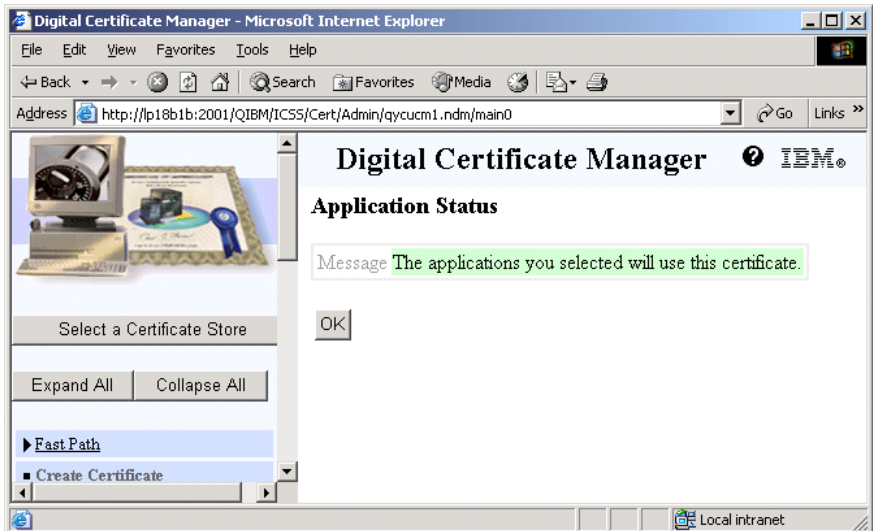 Digital Certificate Manager - Microsoft Internet Explorer
File Edit View Favorites Tools Help
Back Search Favorites Media
Address http://lp18b1b:2001/QIBM/ICSS/Cert/Admin/qycucm1.ndm/main0 Go Links »
Digital Certificate Manager ? IBM®
Application Status
Message The applications you selected will use this certificate.
OK
Select a Certificate Store
Expand All Collapse All
Fast Path
Create Certificate
Local intranet